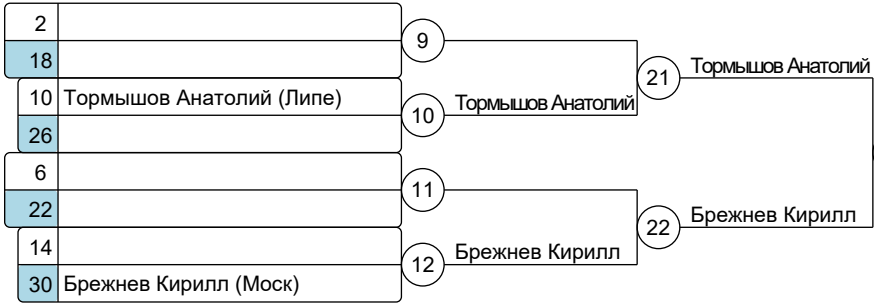 2
18
9
10 Тормышов Анатолий (Липе)
26
10
Тормышов Анатолий
21
Тормышов Анатолий
6
22
11
14
30 Брежнев Кирилл (Моск)
12
Брежнев Кирилл
22
Брежнев Кирилл